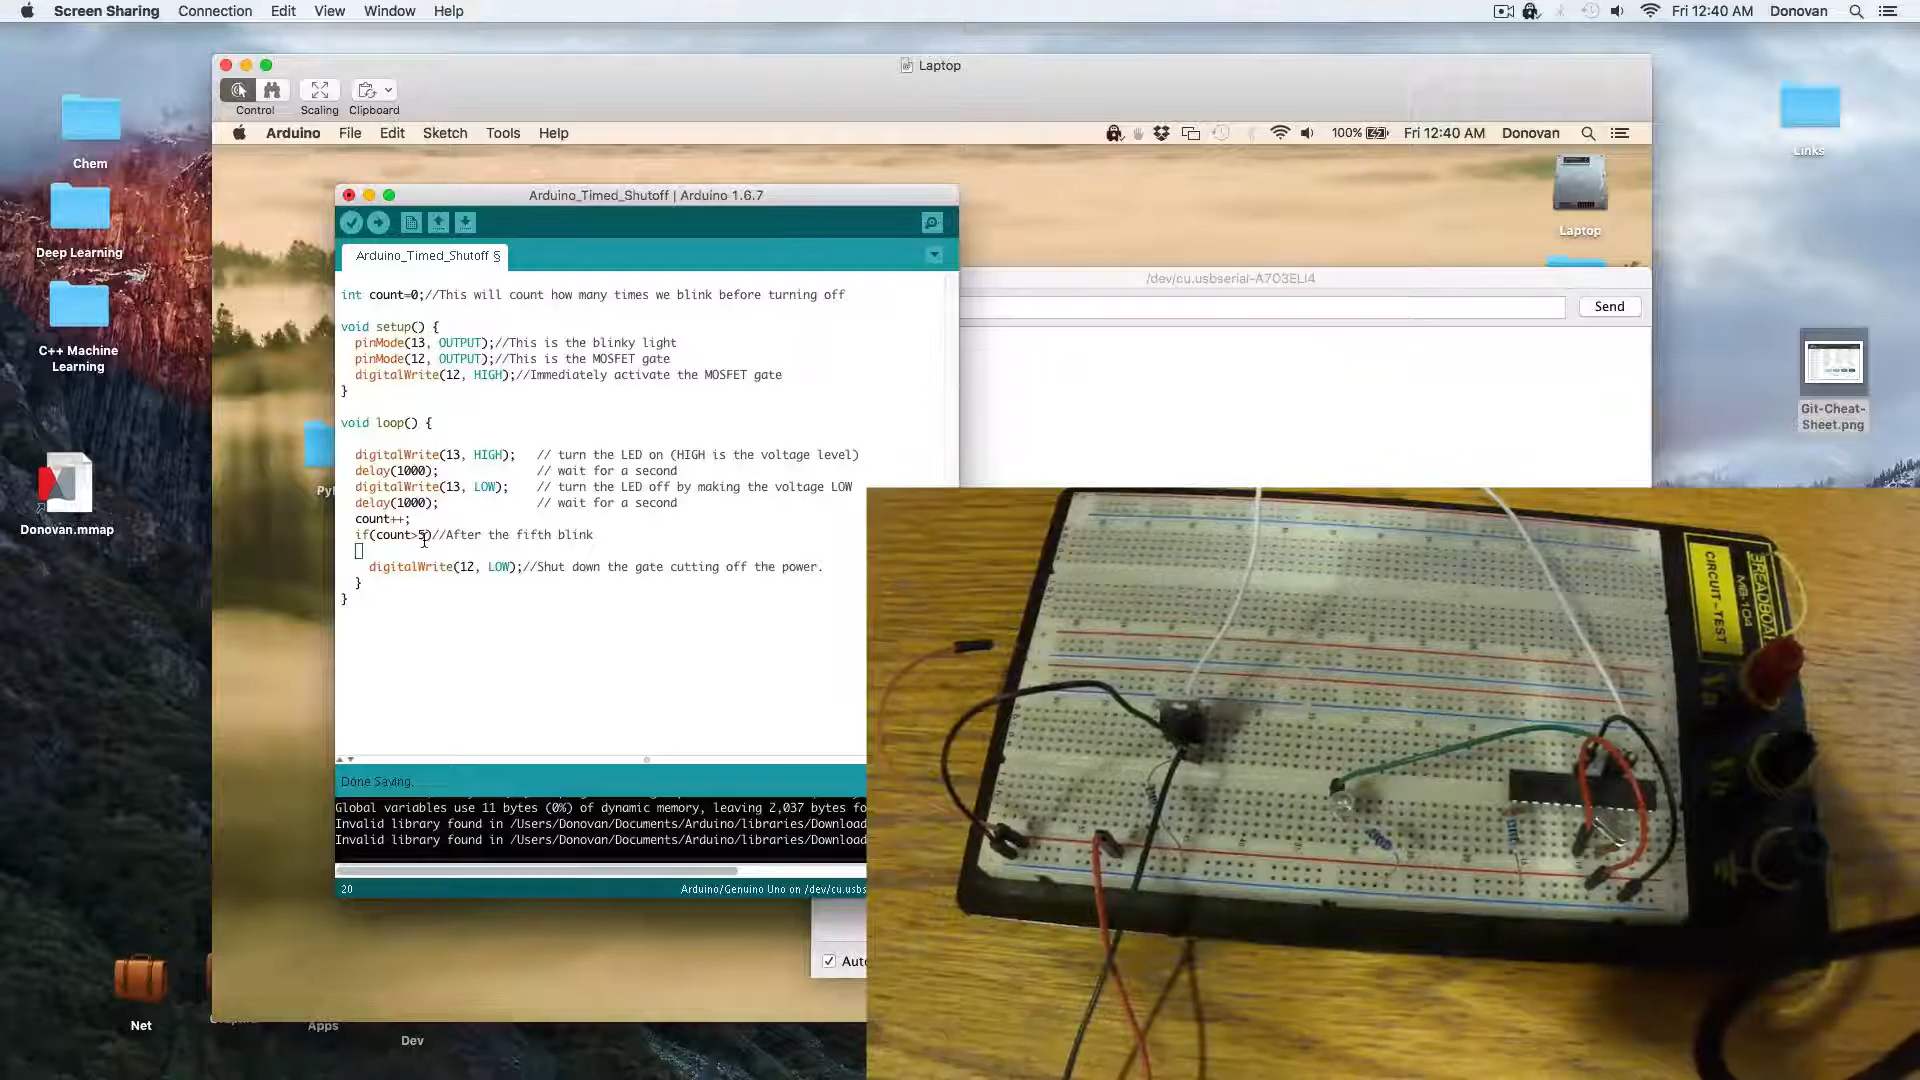 Screen Sharing Connection Edit View Window Help Fri 12:40 AM Donovan
Laptop
Control Scaling Clipboard
Arduino File Edit Sketch Tools Help 100% Fri 12:40 AM Donovan
Chem
Deep Learning
C++ Machine
Learning
Donovan.mmap
Net
Apps
Dev
Links
Laptop
Git-Cheat-
Sheet.png
Arduino_Timed_Shutoff | Arduino 1.6.7
Arduino_Timed_Shutoff §
/dev/cu.usbserial-A703ELI4
Send
int count=0;//This will count how many times we blink before turning off
void setup() {
pinMode(13, OUTPUT);//This is the blinky light
pinMode(12, OUTPUT);//This is the MOSFET gate
digitalWrite(12, HIGH);//Immediately activate the MOSFET gate
}
void loop() {
digitalWrite(13, HIGH); // turn the LED on (HIGH is the voltage level)
delay(1000); // wait for a second
digitalWrite(13, LOW); // turn the LED off by making the voltage LOW
delay(1000); // wait for a second
count++;
if(count>5)//After the fifth blink
digitalWrite(12, LOW);//Shut down the gate cutting off the power.
}
}
Done Saving.
Global variables use 11 bytes (0%) of dynamic memory, leaving 2,037 bytes fo
Invalid library found in /Users/Donovan/Documents/Arduino/libraries/Download
Invalid library found in /Users/Donovan/Documents/Arduino/libraries/Download
20 Arduino/Genuino Uno on /dev/cu.usbs
Auto
BREADBOA
MB-104
CIRCUIT-TEST
Va